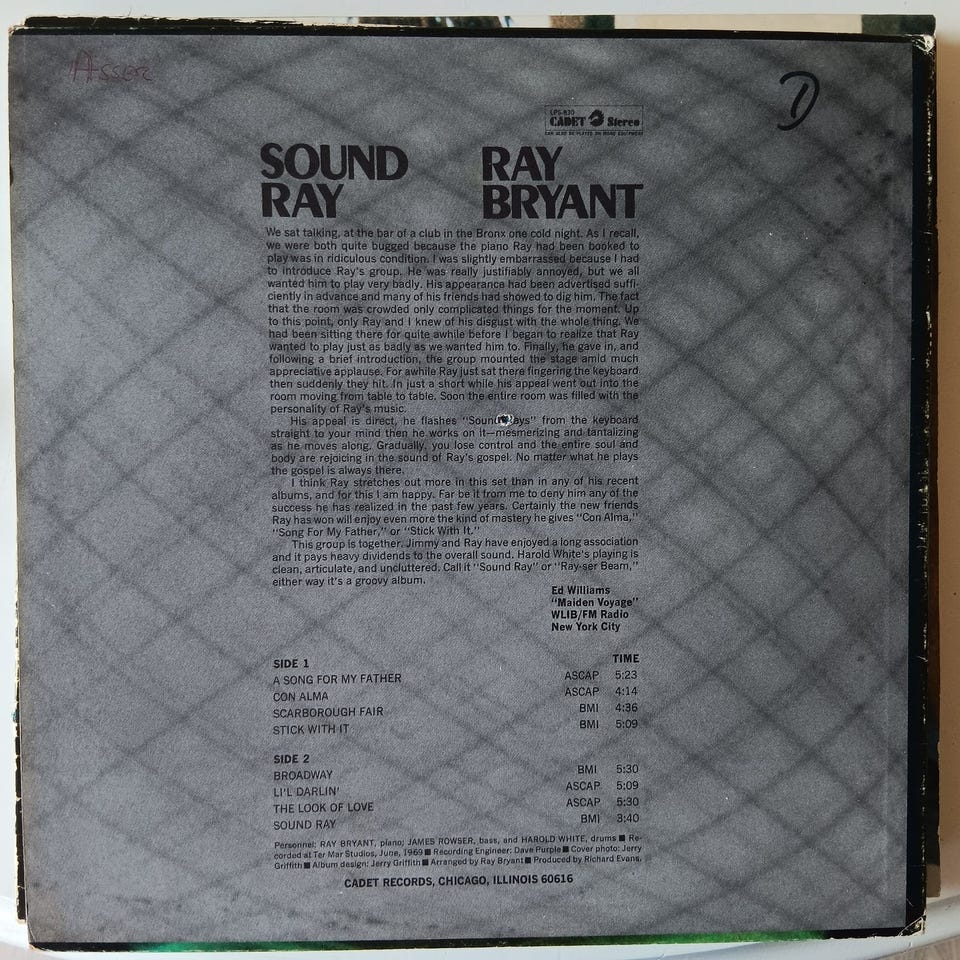 Asser
D
LPS-830
CADET Stereo
CAN ALSO BE PLAYED ON MONO EQUIPMENT
SOUND RAY
RAY BRYANT
We sat talking, at the bar of a club in the Bronx one cold night. As I recall,
we were both quite bugged because the piano Ray had been booked to
play was in ridiculous condition. I was slightly embarrassed because I had
to introduce Ray's group. He was really justifiably annoyed, but we all
wanted him to play very badly. His appearance had been advertised suffi-
ciently in advance and many of his friends had showed to dig him. The fact
that the room was crowded only complicated things for the moment. Up
to this point, only Ray and I knew of his disgust with the whole thing. We
had been sitting there for quite awhile before I began to realize that Ray
wanted to play just as badly as we wanted him to. Finally, he gave in, and
following a brief introduction, the group mounted the stage amid much
appreciative applause. For awhile Ray just sat there fingering the keyboard
then suddenly they hit. In just a short while his appeal went out into the
room moving from table to table. Soon the entire room was filled with the
personality of Ray's music.
His appeal is direct, he flashes "Sound Rays" from the keyboard
straight to your mind then he works on it—mesmerizing and tantalizing
as he moves along. Gradually, you lose control and the entire soul and
body are rejoicing in the sound of Ray's gospel. No matter what he plays
the gospel is always there.
I think Ray stretches out more in this set than in any of his recent
albums, and for this I am happy. Far be it from me to deny him any of the
success he has realized in the past few years. Certainly the new friends
Ray has won will enjoy even more the kind of mastery he gives "Con Alma,"
"Song For My Father," or "Stick With It."
This group is together. Jimmy and Ray have enjoyed a long association
and it pays heavy dividends to the overall sound. Harold White's playing is
clean, articulate, and uncluttered. Call it "Sound Ray" or "Ray-ser Beam,"
either way it's a groovy album.
Ed Williams
"Maiden Voyage"
WLIB/FM Radio
New York City
SIDE 1 TIME
A SONG FOR MY FATHER ASCAP 5:23
CON ALMA ASCAP 4:14
SCARBOROUGH FAIR BMI 4:36
STICK WITH IT BMI 5:09
SIDE 2
BROADWAY BMI 5:30
LI'L DARLIN' ASCAP 5:09
THE LOOK OF LOVE ASCAP 5:30
SOUND RAY BMI 3:40
Personnel: RAY BRYANT, piano; JAMES ROWSER, bass, and HAROLD WHITE, drums ■ Re-
corded at Ter Mar Studios, June, 1969 ■ Recording Engineer: Dave Purple ■ Cover photo: Jerry
Griffith ■ Album design: Jerry Griffith ■ Arranged by Ray Bryant ■ Produced by Richard Evans.
CADET RECORDS, CHICAGO, ILLINOIS 60616